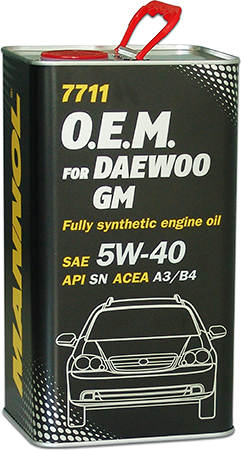 7711
O.E.M.
FOR DAEWOO
GM
Fully synthetic engine oil
SAE 5W-40
API SN ACEA A3/B4
MANNOL